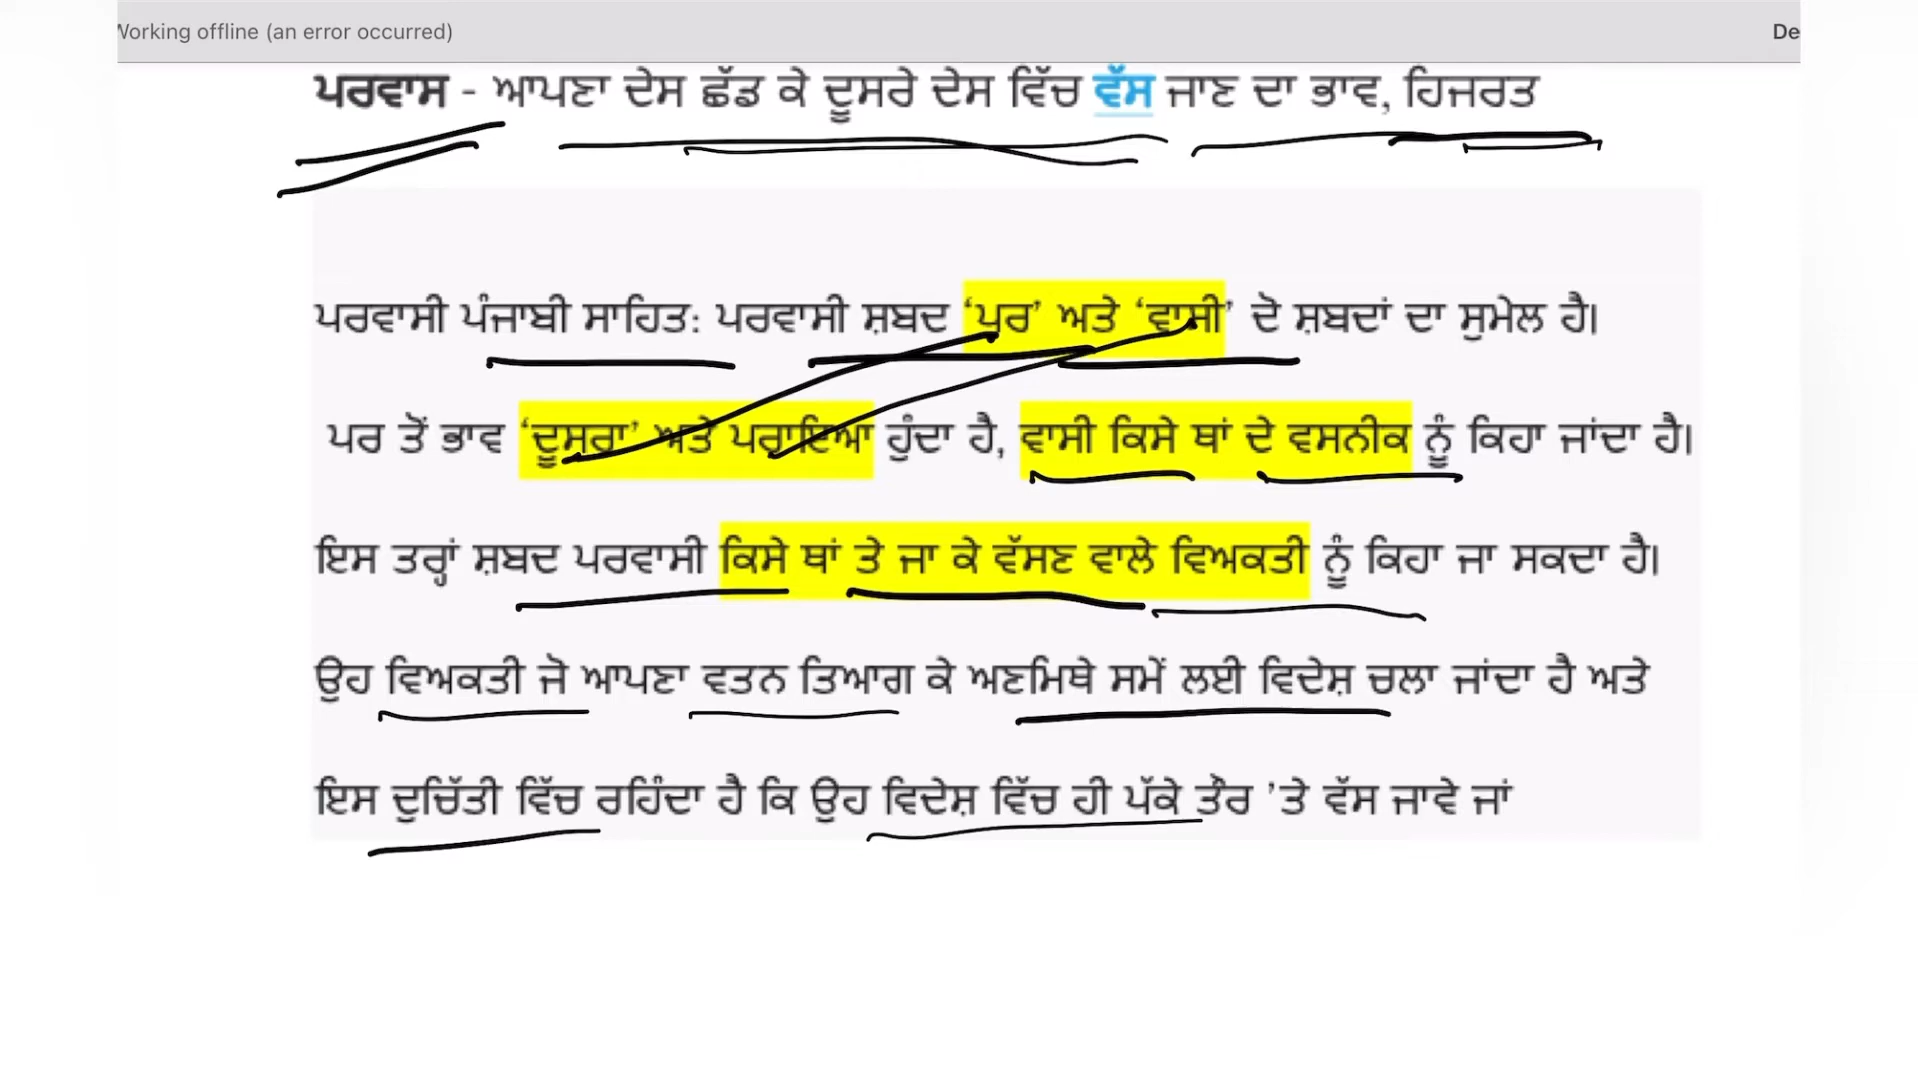 Working offline (an error occurred)
De
ਪਰਵਾਸ - ਆਪਣਾ ਦੇਸ ਛੱਡ ਕੇ ਦੂਸਰੇ ਦੇਸ ਵਿੱਚ ਵੱਸ ਜਾਣ ਦਾ ਭਾਵ, ਹਿਜਰਤ
ਪਰਵਾਸੀ ਪੰਜਾਬੀ ਸਾਹਿਤ: ਪਰਵਾਸੀ ਸ਼ਬਦ ‘ਪਰ’ ਅਤੇ ‘ਵਾਸੀ’ ਦੋ ਸ਼ਬਦਾਂ ਦਾ ਸੁਮੇਲ ਹੈ।
ਪਰ ਤੋਂ ਭਾਵ ‘ਦੂਸਰਾ’ ਅਤੇ ਪਰਾਇਆ ਹੁੰਦਾ ਹੈ, ਵਾਸੀ ਕਿਸੇ ਥਾਂ ਦੇ ਵਸਨੀਕ ਨੂੰ ਕਿਹਾ ਜਾਂਦਾ ਹੈ।
ਇਸ ਤਰ੍ਹਾਂ ਸ਼ਬਦ ਪਰਵਾਸੀ ਕਿਸੇ ਥਾਂ ਤੇ ਜਾ ਕੇ ਵੱਸਣ ਵਾਲੇ ਵਿਅਕਤੀ ਨੂੰ ਕਿਹਾ ਜਾ ਸਕਦਾ ਹੈ।
ਉਹ ਵਿਅਕਤੀ ਜੋ ਆਪਣਾ ਵਤਨ ਤਿਆਗ ਕੇ ਅਣਮਿਥੇ ਸਮੇਂ ਲਈ ਵਿਦੇਸ਼ ਚਲਾ ਜਾਂਦਾ ਹੈ ਅਤੇ
ਇਸ ਦੁਚਿੱਤੀ ਵਿੱਚ ਰਹਿੰਦਾ ਹੈ ਕਿ ਉਹ ਵਿਦੇਸ਼ ਵਿੱਚ ਹੀ ਪੱਕੇ ਤੌਰ ’ਤੇ ਵੱਸ ਜਾਵੇ ਜਾਂ